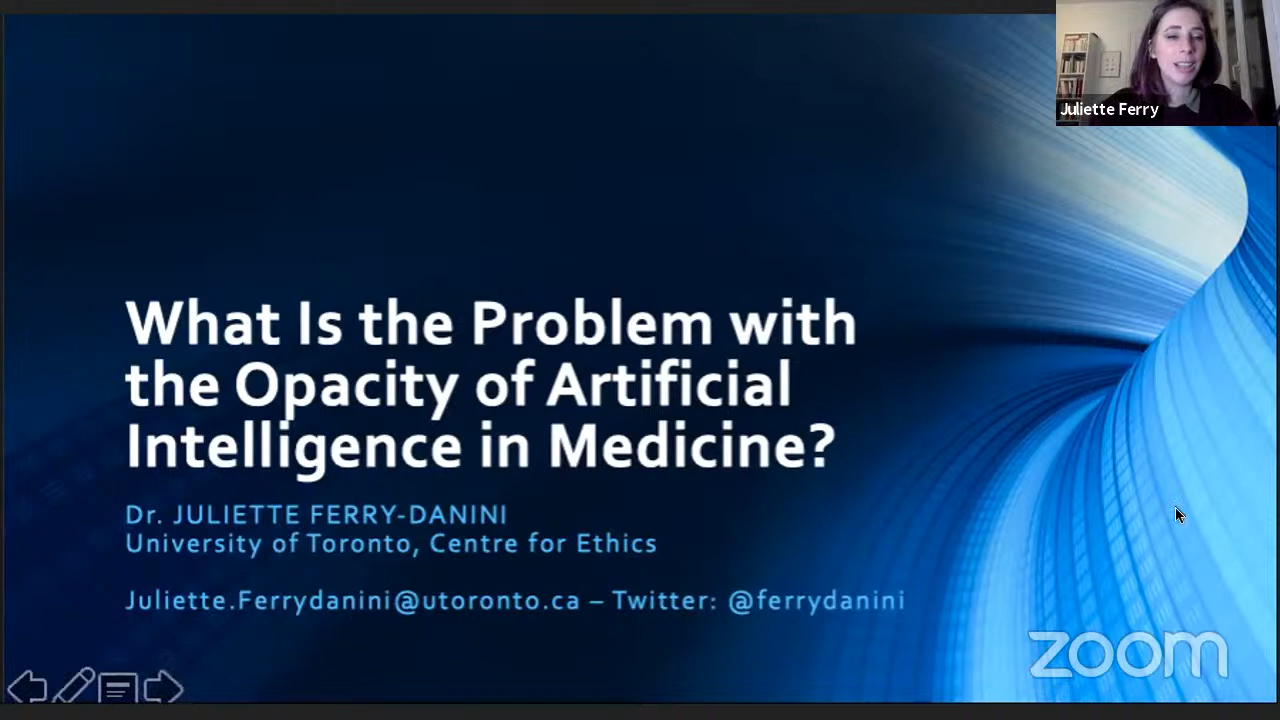 Juliette Ferry
What Is the Problem with
the Opacity of Artificial
Intelligence in Medicine?
Dr. JULIETTE FERRY-DANINI
University of Toronto, Centre for Ethics
Juliette.Ferrydanini@utoronto.ca – Twitter: @ferrydanini
zoom